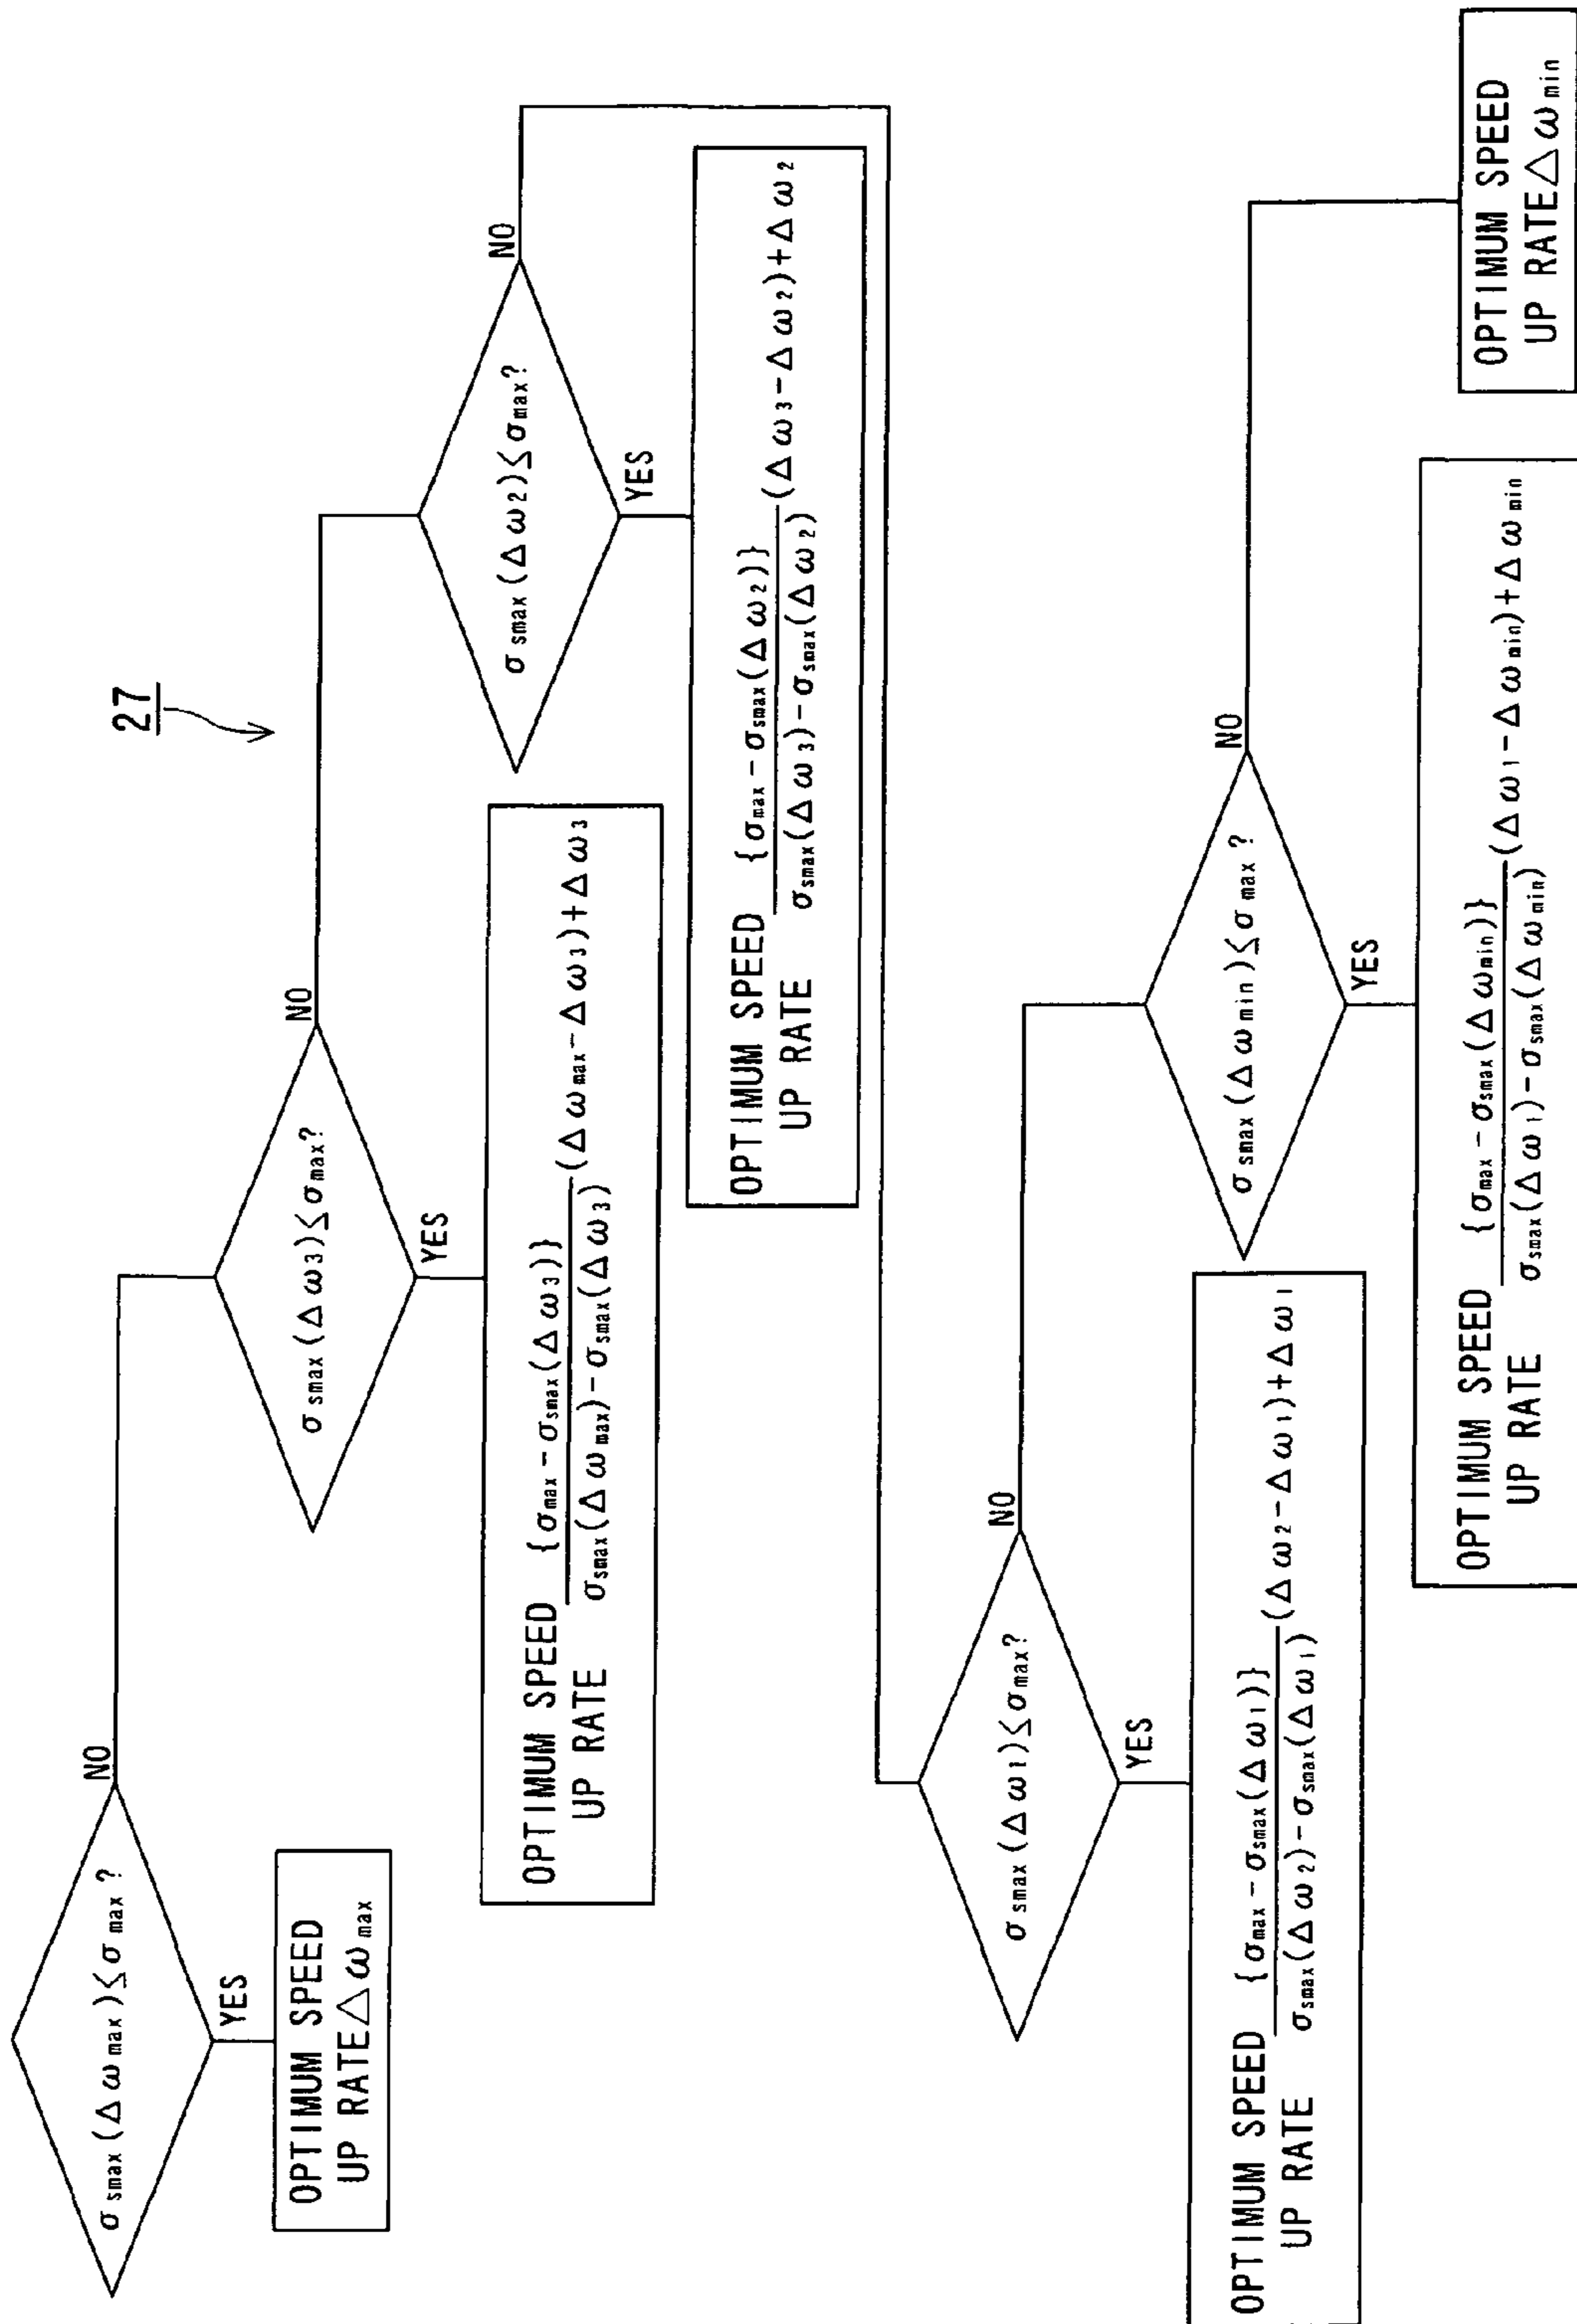 27
σsmax(Δωmax)≦σmax?
NO
YES
OPTIMUM SPEED
UP RATE△ωmax
σsmax(Δω3)≦σmax?
NO
YES
OPTIMUM SPEED {σmax-σsmax(Δω3)}
UP RATE σsmax(Δωmax)-σsmax(Δω3) (Δωmax-Δω3)+Δω3
σsmax(Δω2)≦σmax?
NO
YES
OPTIMUM SPEED {σmax-σsmax(Δω2)}
UP RATE σsmax(Δω3)-σsmax(Δω2) (Δω3-Δω2)+Δω2
σsmax(Δω1)≦σmax?
NO
YES
OPTIMUM SPEED {σmax-σsmax(Δω1)}
UP RATE σsmax(Δω2)-σsmax(Δω1) (Δω2-Δω1)+Δω1
σsmax(Δωmin)≦σmax?
NO
YES
OPTIMUM SPEED {σmax-σsmax(Δωmin)}
UP RATE σsmax(Δω1)-σsmax(Δωmin) (Δω1-Δωmin)+Δωmin
OPTIMUM SPEED
UP RATE△ωmin